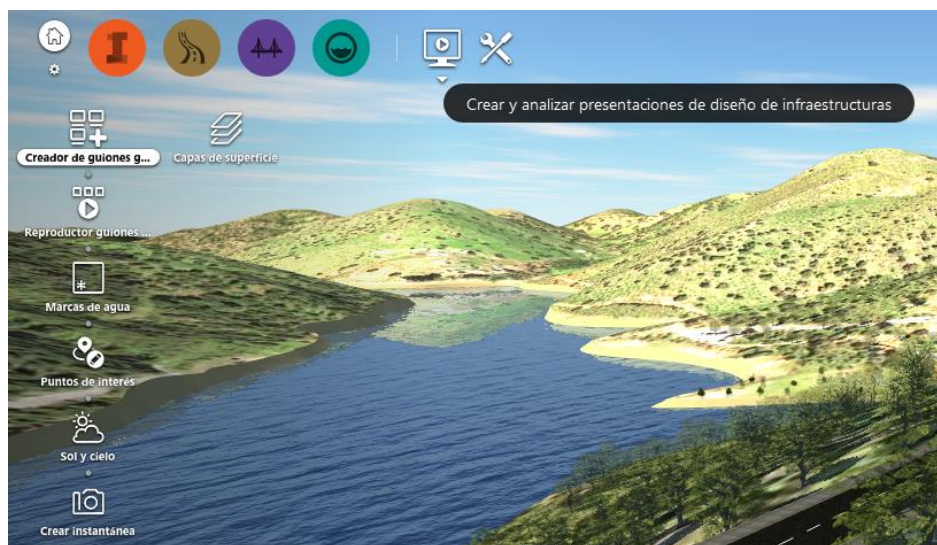 Crear y analizar presentaciones de diseño de infraestructuras
Creador de guiones g...
Capas de superficie
Reproductor guiones ...
Marcas de agua
Puntos de interés
Sol y cielo
Crear instantánea